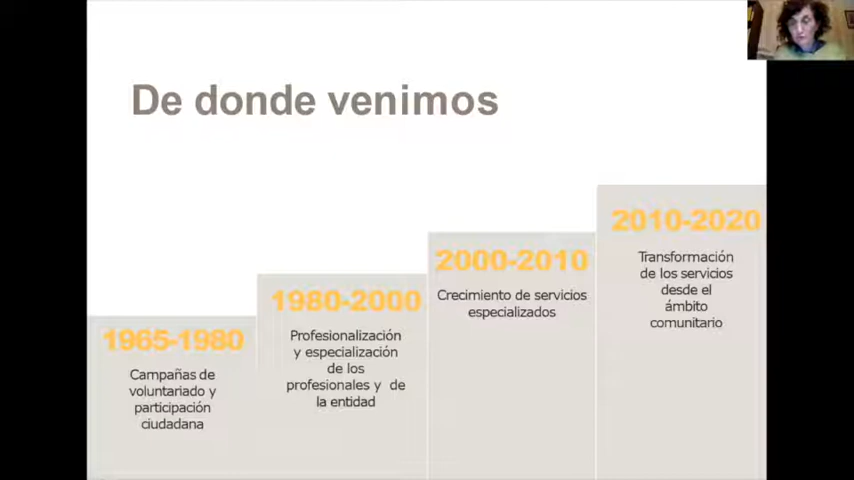 De donde venimos
1965-1980
Campañas de
voluntariado y
participación
ciudadana
1980-2000
Profesionalización
y especialización
de los
profesionales y de
la entidad
2000-2010
Crecimiento de servicios
especializados
2010-2020
Transformación
de los servicios
desde el
ámbito
comunitario